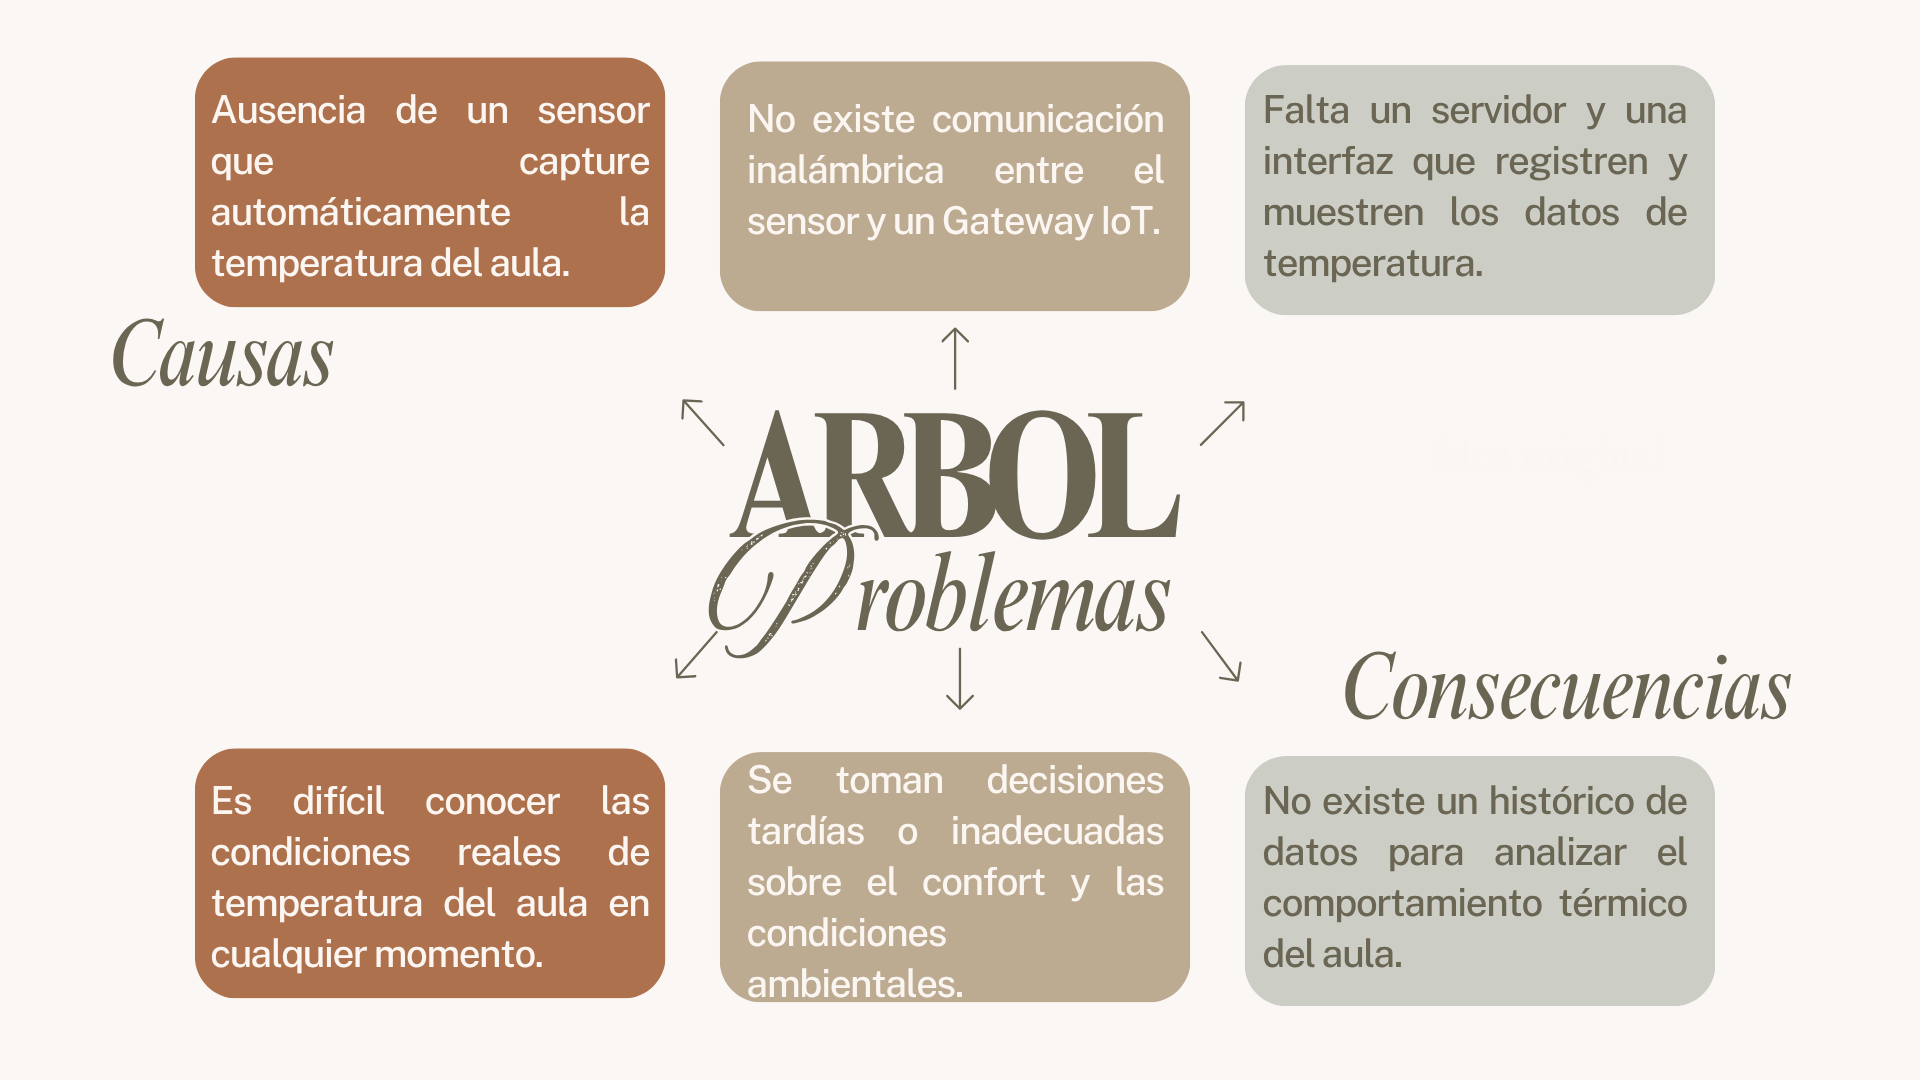 Ausencia de un sensor
que capture
automáticamente la
temperatura del aula.
No existe comunicación
inalámbrica entre el
sensor y un Gateway IoT.
Falta un servidor y una
interfaz que registren y
muestren los datos de
temperatura.
Causas
ARBOL
Problemas
Consecuencias
Es difícil conocer las
condiciones reales de
temperatura del aula en
cualquier momento.
Se toman decisiones
tardías o inadecuadas
sobre el confort y las
condiciones
ambientales.
No existe un histórico de
datos para analizar el
comportamiento térmico
del aula.